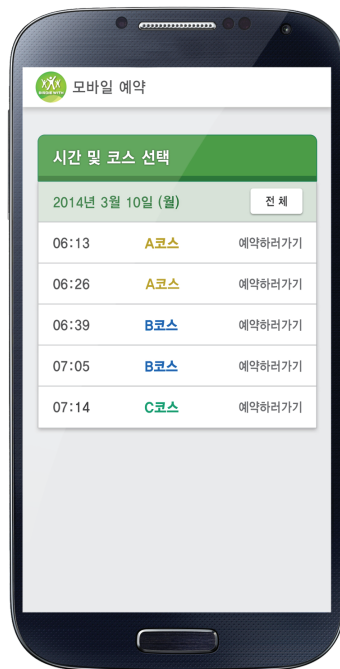 모바일 예약
시간 및 코스 선택
2014년 3월 10일 (월) 전체
06:13 A코스 예약하러가기
06:26 A코스 예약하러가기
06:39 B코스 예약하러가기
07:05 B코스 예약하러가기
07:14 C코스 예약하러가기